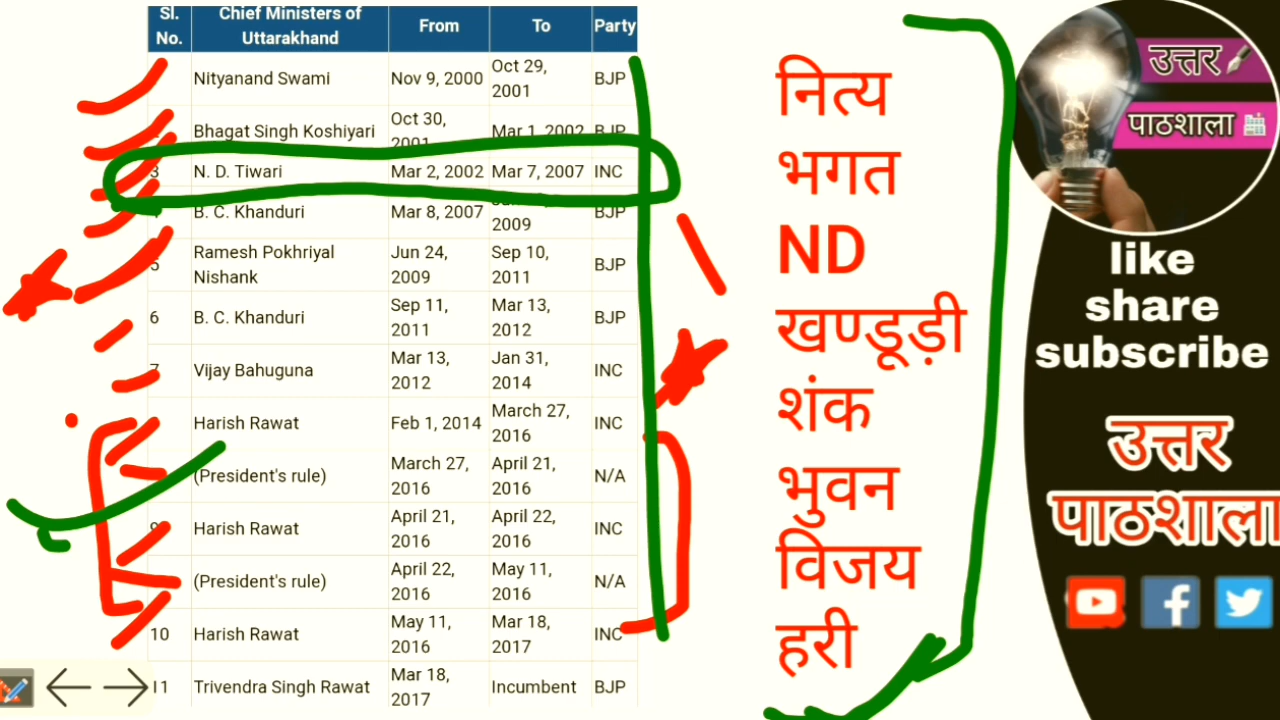 Sl. No. Chief Ministers of Uttarakhand From To Party
Nityanand Swami Nov 9, 2000 Oct 29, 2001 BJP
Bhagat Singh Koshiyari Oct 30, 2001 Mar 1, 2002 BJP
3 N. D. Tiwari Mar 2, 2002 Mar 7, 2007 INC
4 B. C. Khanduri Mar 8, 2007 2009 BJP
5 Ramesh Pokhriyal Nishank Jun 24, 2009 Sep 10, 2011 BJP
6 B. C. Khanduri Sep 11, 2011 Mar 13, 2012 BJP
7 Vijay Bahuguna Mar 13, 2012 Jan 31, 2014 INC
Harish Rawat Feb 1, 2014 March 27, 2016 INC
(President's rule) March 27, 2016 April 21, 2016 N/A
9 Harish Rawat April 21, 2016 April 22, 2016 INC
(President's rule) April 22, 2016 May 11, 2016 N/A
10 Harish Rawat May 11, 2016 Mar 18, 2017 INC
11 Trivendra Singh Rawat Mar 18, 2017 Incumbent BJP
नित्य
भगत
ND
खण्डूड़ी
शंक
भुवन
विजय
हरी
उत्तर
पाठशाला
like
share
subscribe
उत्तर
पाठशाला